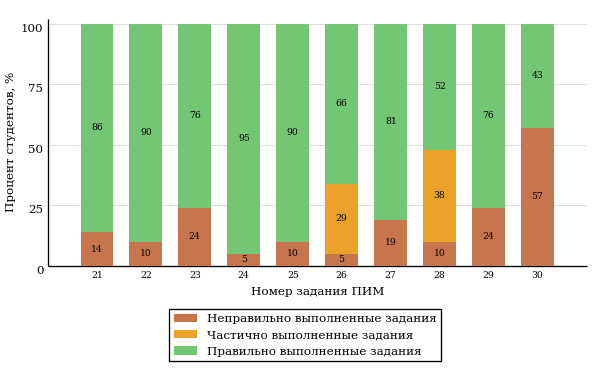 Процент студентов, %
100
75
50
25
0
86 90 76 95 90 66 81 52 76 43
29 38
14 10 24 5 10 5 19 10 24 57
21 22 23 24 25 26 27 28 29 30
Номер задания ПИМ
Неправильно выполненные задания
Частично выполненные задания
Правильно выполненные задания